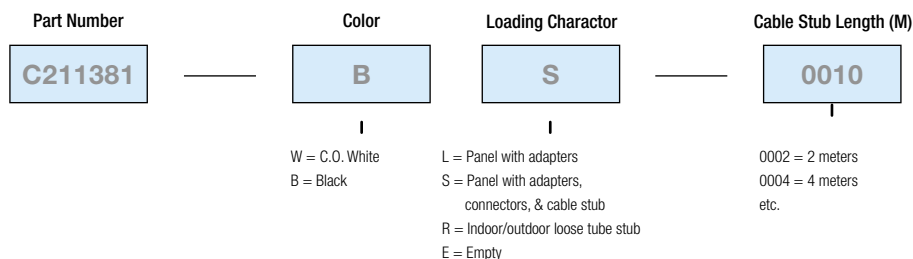 Part Number
Color
Loading Charactor
Cable Stub Length (M)
C211381
B
S
0010
W = C.O. White
B = Black
L = Panel with adapters
S = Panel with adapters,
connectors, & cable stub
R = Indoor/outdoor loose tube stub
E = Empty
0002 = 2 meters
0004 = 4 meters
etc.